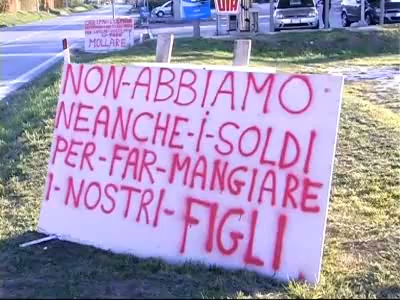 MOLLARE
NON-ABBIAMO-
NEANCHE-I-SOLDI
PER-FAR-MANGIARE
I-NOSTRI-FIGLI.